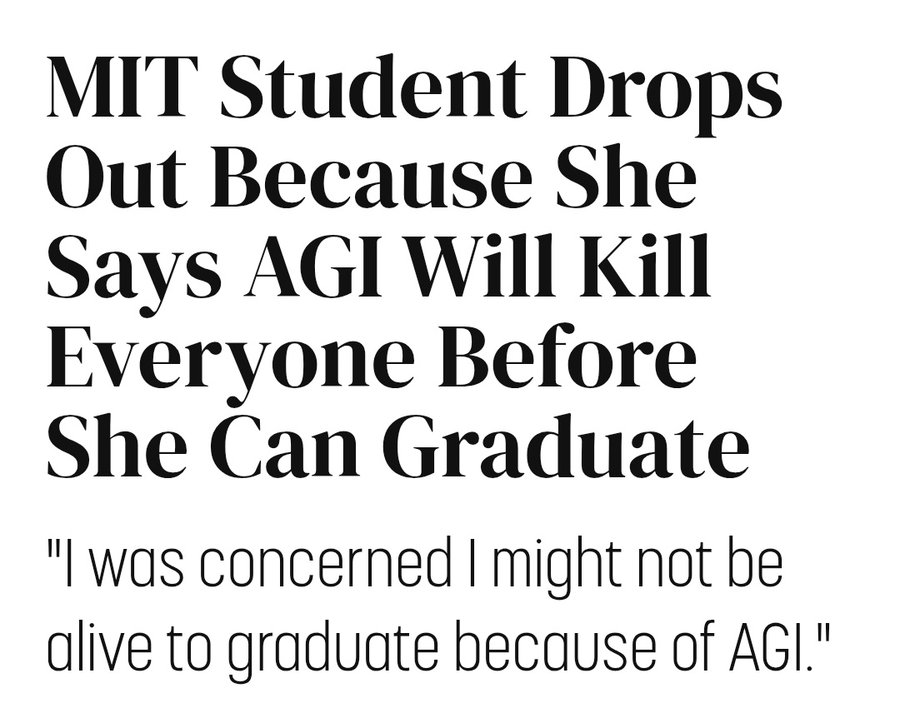 MIT Student Drops
Out Because She
Says AGI Will Kill
Everyone Before
She Can Graduate
"I was concerned I might not be
alive to graduate because of AGI."